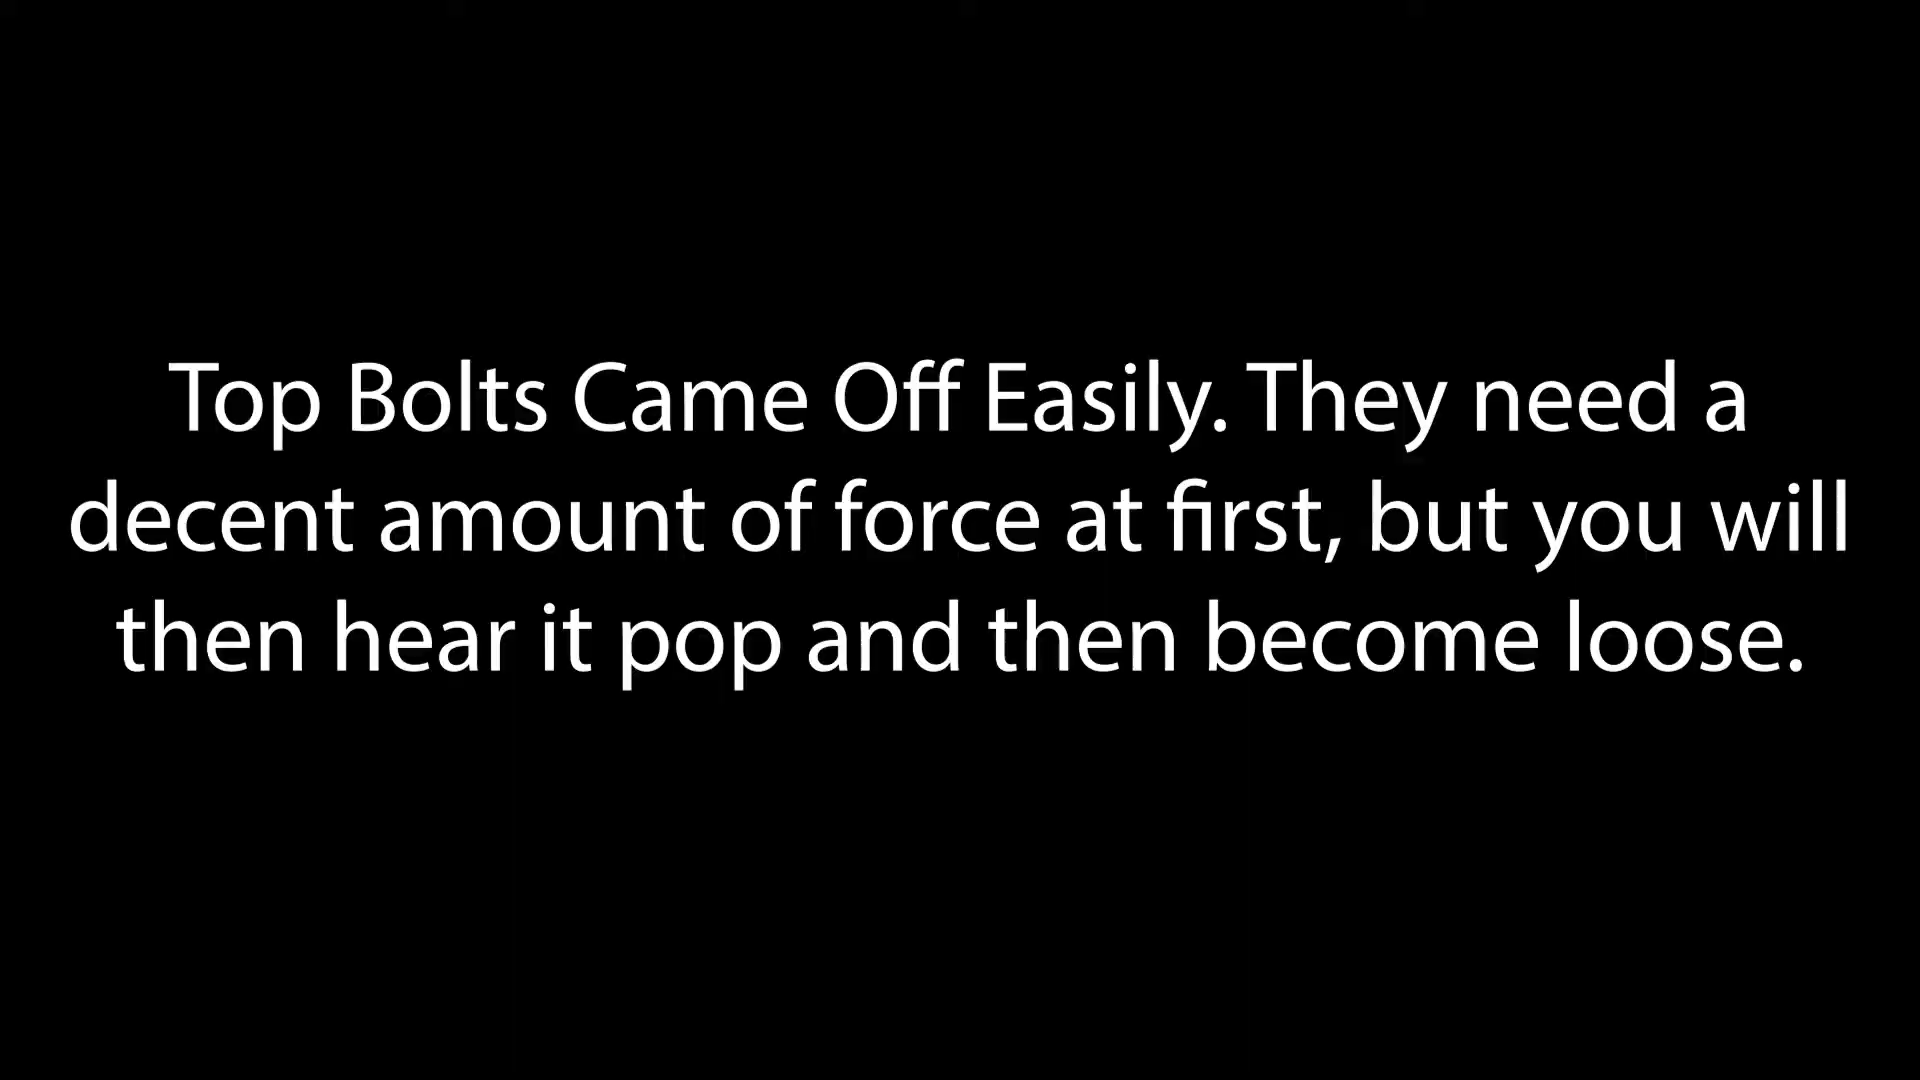 Top Bolts Came Off Easily. They need a
decent amount of force at first, but you will
then hear it pop and then become loose.